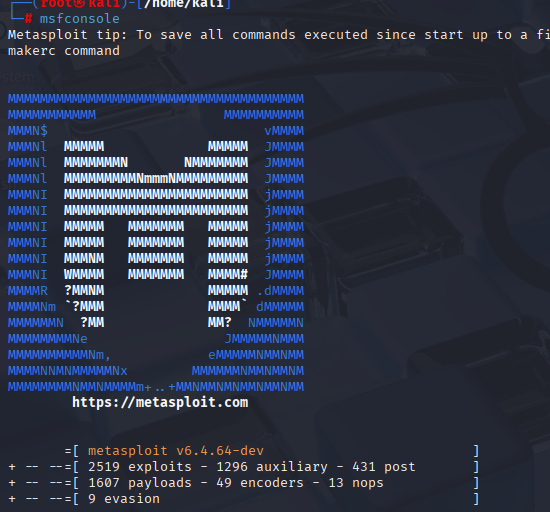 ┌──(root㉿kali)-[/home/kali]
└─# msfconsole
Metasploit tip: To save all commands executed since start up to a fi
makerc command
MMMMMMMMMMMMMMMMMMMMMMMMMMMMMMMMMMMMM
MMMMMMMMMMM                MMMMMMMMMM
MMMN$                           vMMMM
MMMNl  MMMMM             MMMMM  JMMMM
MMMNl  MMMMMMMN       NMMMMMMM  JMMMM
MMMNl  MMMMMMMMMNmmmNMMMMMMMMM  JMMMM
MMMNI  MMMMMMMMMMMMMMMMMMMMMMM  jMMMM
MMMNI  MMMMMMMMMMMMMMMMMMMMMMM  jMMMM
MMMNI  MMMMM   MMMMMMM   MMMMM  jMMMM
MMMNI  MMMMM   MMMMMMM   MMMMM  jMMMM
MMMNI  MMMNM   MMMMMMM   MMMMM  jMMMM
MMMNI  WMMMM   MMMMMMM   MMMM#  JMMMM
MMMMR  ?MMNM             MMMMM .dMMMM
MMMMNm `?MMM             MMMM` dMMMMM
MMMMMMN  ?MM             MM?  NMMMMMN
MMMMMMMMNe                 JMMMMMNMMM
MMMMMMMMMMNm,            eMMMMMNMMNMM
MMMMNNMNMMMMMNx        MMMMMMNMMNMMNM
MMMMMMMMNMMNMMMMm+..+MMNMMNMNMMNMMNMM
https://metasploit.com
=[ metasploit v6.4.64-dev ]
+ -- --=[ 2519 exploits - 1296 auxiliary - 431 post ]
+ -- --=[ 1607 payloads - 49 encoders - 13 nops ]
+ -- --=[ 9 evasion ]